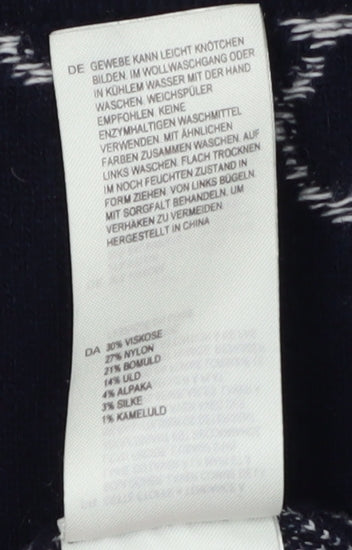 DE GEWEBE KANN LEICHT KNÖTCHEN
BILDEN. IM WOLLWASCHGANG ODER
IN KÜHLEM WASSER MIT DER HAND
WASCHEN. WEICHSPÜLER
EMPFOHLEN. KEINE
ENZYMHALTIGEN WASCHMITTEL
VERWENDEN. MIT ÄHNLICHEN
FARBEN ZUSAMMEN WASCHEN. AUF
LINKS WASCHEN. FLACH TROCKNEN.
IM NOCH FEUCHTEN ZUSTAND IN
FORM ZIEHEN. VON LINKS BÜGELN.
MIT SORGFALT BEHANDELN, UM
VERHAKEN ZU VERMEIDEN.
HERGESTELLT IN CHINA
DA 30% VISKOSE
27% NYLON
21% BOMULD
14% ULD
4% ALPAKA
3% SILKE
1% KAMELULD